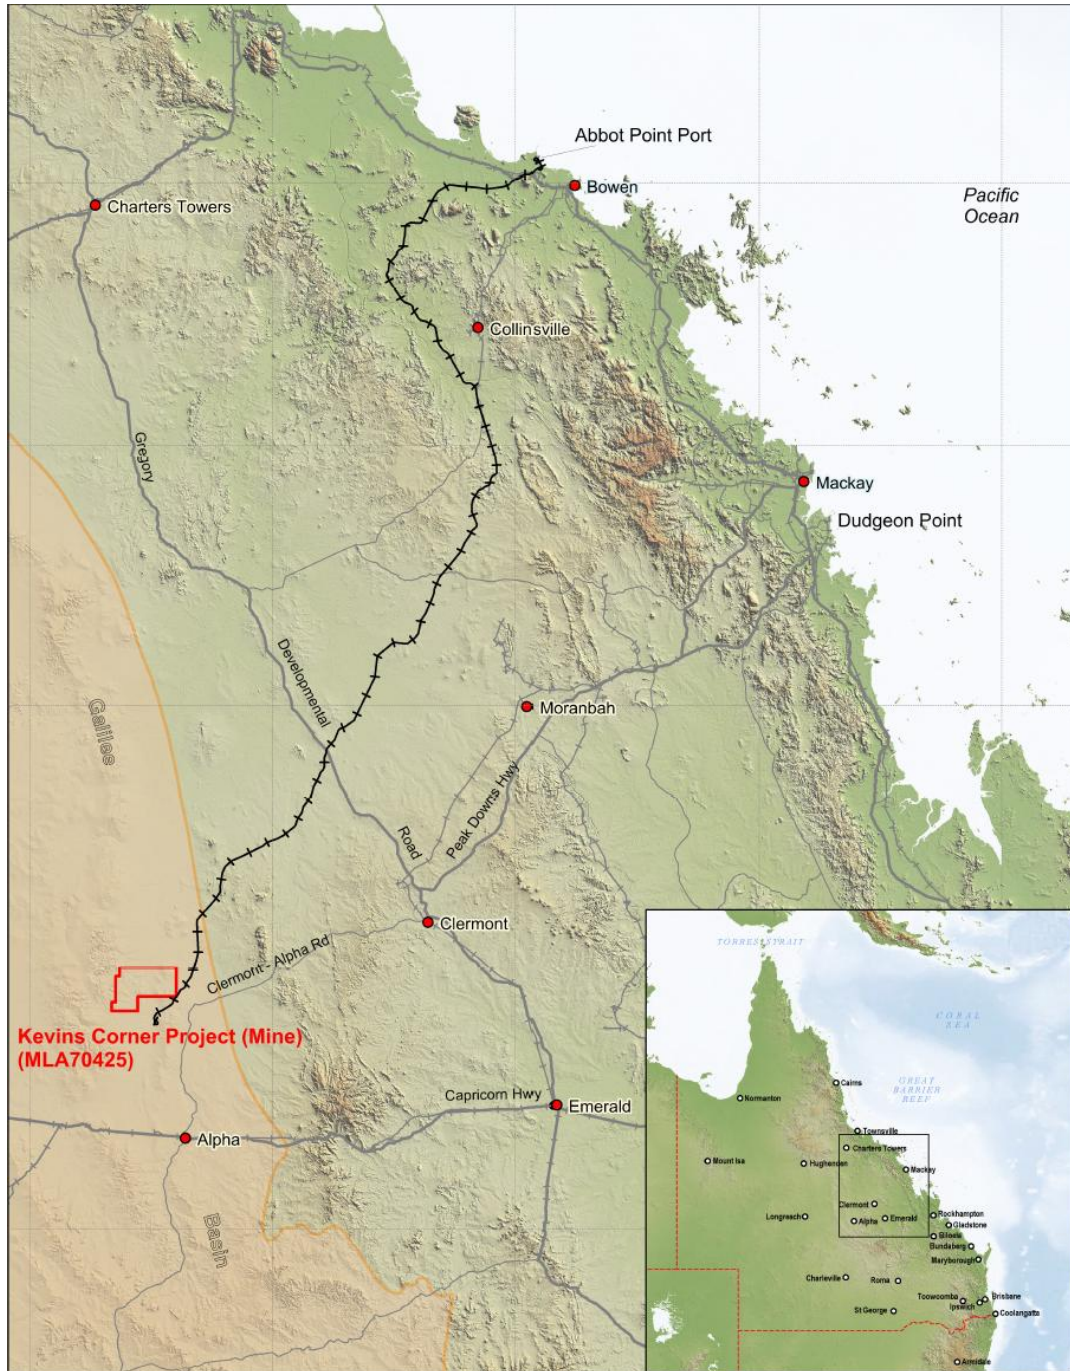 Abbot Point Port
Bowen
Pacific
Ocean
Charters Towers
Collinsville
Gregory
Mackay
Dudgeon Point
Developmental
Galilee
Moranbah
Peak Downs Hwy
Road
Clermont
Clermont - Alpha Rd
Kevins Corner Project (Mine)
(MLA70425)
Capricorn Hwy
Emerald
Alpha
Basin
TORRES STRAIT
CORAL
SEA
GREAT
BARRIER
REEF
Cairns
Normanton
Townsville
Charters Towers
Mount Isa
Hughenden
Mackay
Clermont
Longreach
Alpha
Emerald
Rockhampton
Gladstone
Biloela
Bundaberg
Maryborough
Charleville
Roma
Toowoomba
Brisbane
Ipswich
St George
Coolangatta
Armidale